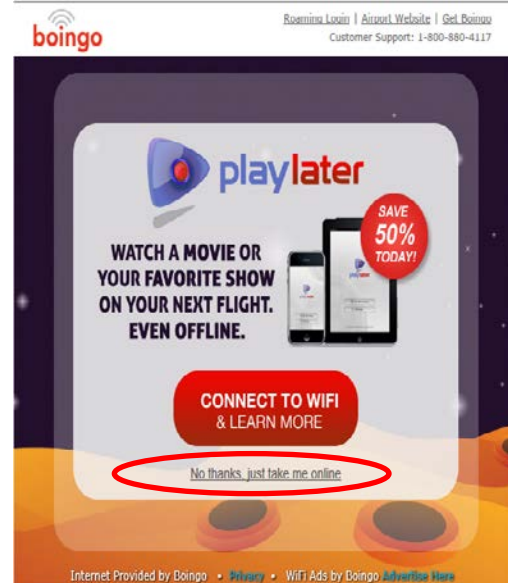 boingo
Roaming Login | Airport Website | Get Boingo
Customer Support: 1-800-880-4117
playlater
SAVE
50%
TODAY!
WATCH A MOVIE OR
YOUR FAVORITE SHOW
ON YOUR NEXT FLIGHT.
EVEN OFFLINE.
CONNECT TO WIFI
& LEARN MORE
No thanks, just take me online
Internet Provided by Boingo • Privacy • WiFi Ads by Boingo Advertise Here